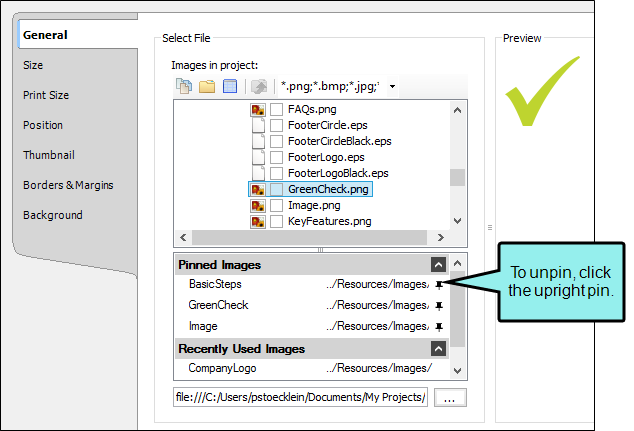 General
Size
Print Size
Position
Thumbnail
Borders & Margins
Background
Select File
Images in project:
*.png;*.bmp;*.jpg;*
FAQs.png
FooterCircle.eps
FooterCircleBlack.eps
FooterLogo.eps
FooterLogoBlack.eps
GreenCheck.png
Image.png
KeyFeatures.png
Pinned Images
BasicSteps ../Resources/Images/
GreenCheck ../Resources/Images/
Image ../Resources/Images/
Recently Used Images
CompanyLogo ../Resources/Images/
file:///C:/Users/pstoecklein/Documents/My Projects/
...
Preview
To unpin, click
the upright pin.